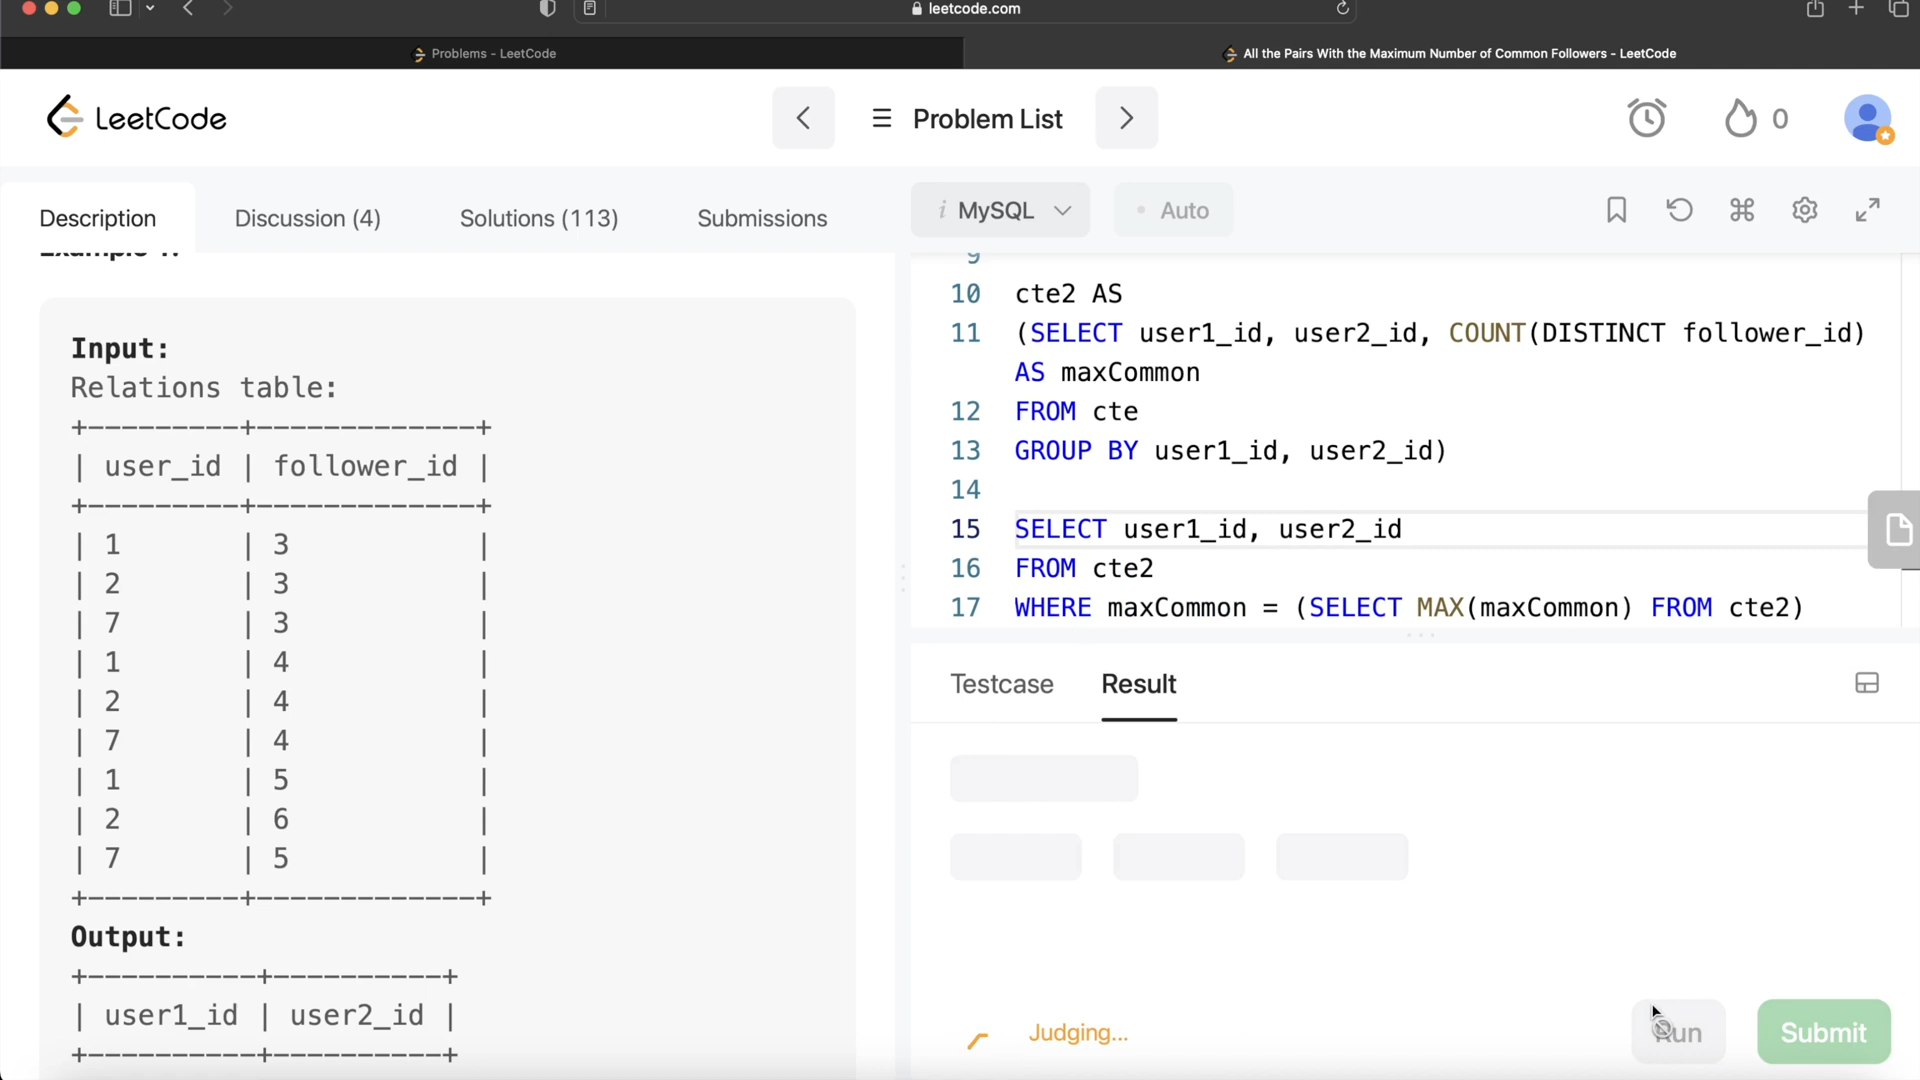 leetcode.com
Problems - LeetCode
All the Pairs With the Maximum Number of Common Followers - LeetCode
LeetCode
Problem List
0
Description
Discussion (4)
Solutions (113)
Submissions
i MySQL
Auto
Example 1:
Input:
Relations table:
+---------+-------------+
| user_id | follower_id |
+---------+-------------+
| 1       | 3           |
| 2       | 3           |
| 7       | 3           |
| 1       | 4           |
| 2       | 4           |
| 7       | 4           |
| 1       | 5           |
| 2       | 6           |
| 7       | 5           |
+---------+-------------+
Output:
+----------+----------+
| user1_id | user2_id |
+----------+----------+
9
10 cte2 AS
11 (SELECT user1_id, user2_id, COUNT(DISTINCT follower_id)
AS maxCommon
12 FROM cte
13 GROUP BY user1_id, user2_id)
14
15 SELECT user1_id, user2_id
16 FROM cte2
17 WHERE maxCommon = (SELECT MAX(maxCommon) FROM cte2)
Testcase
Result
Judging...
Run
Submit